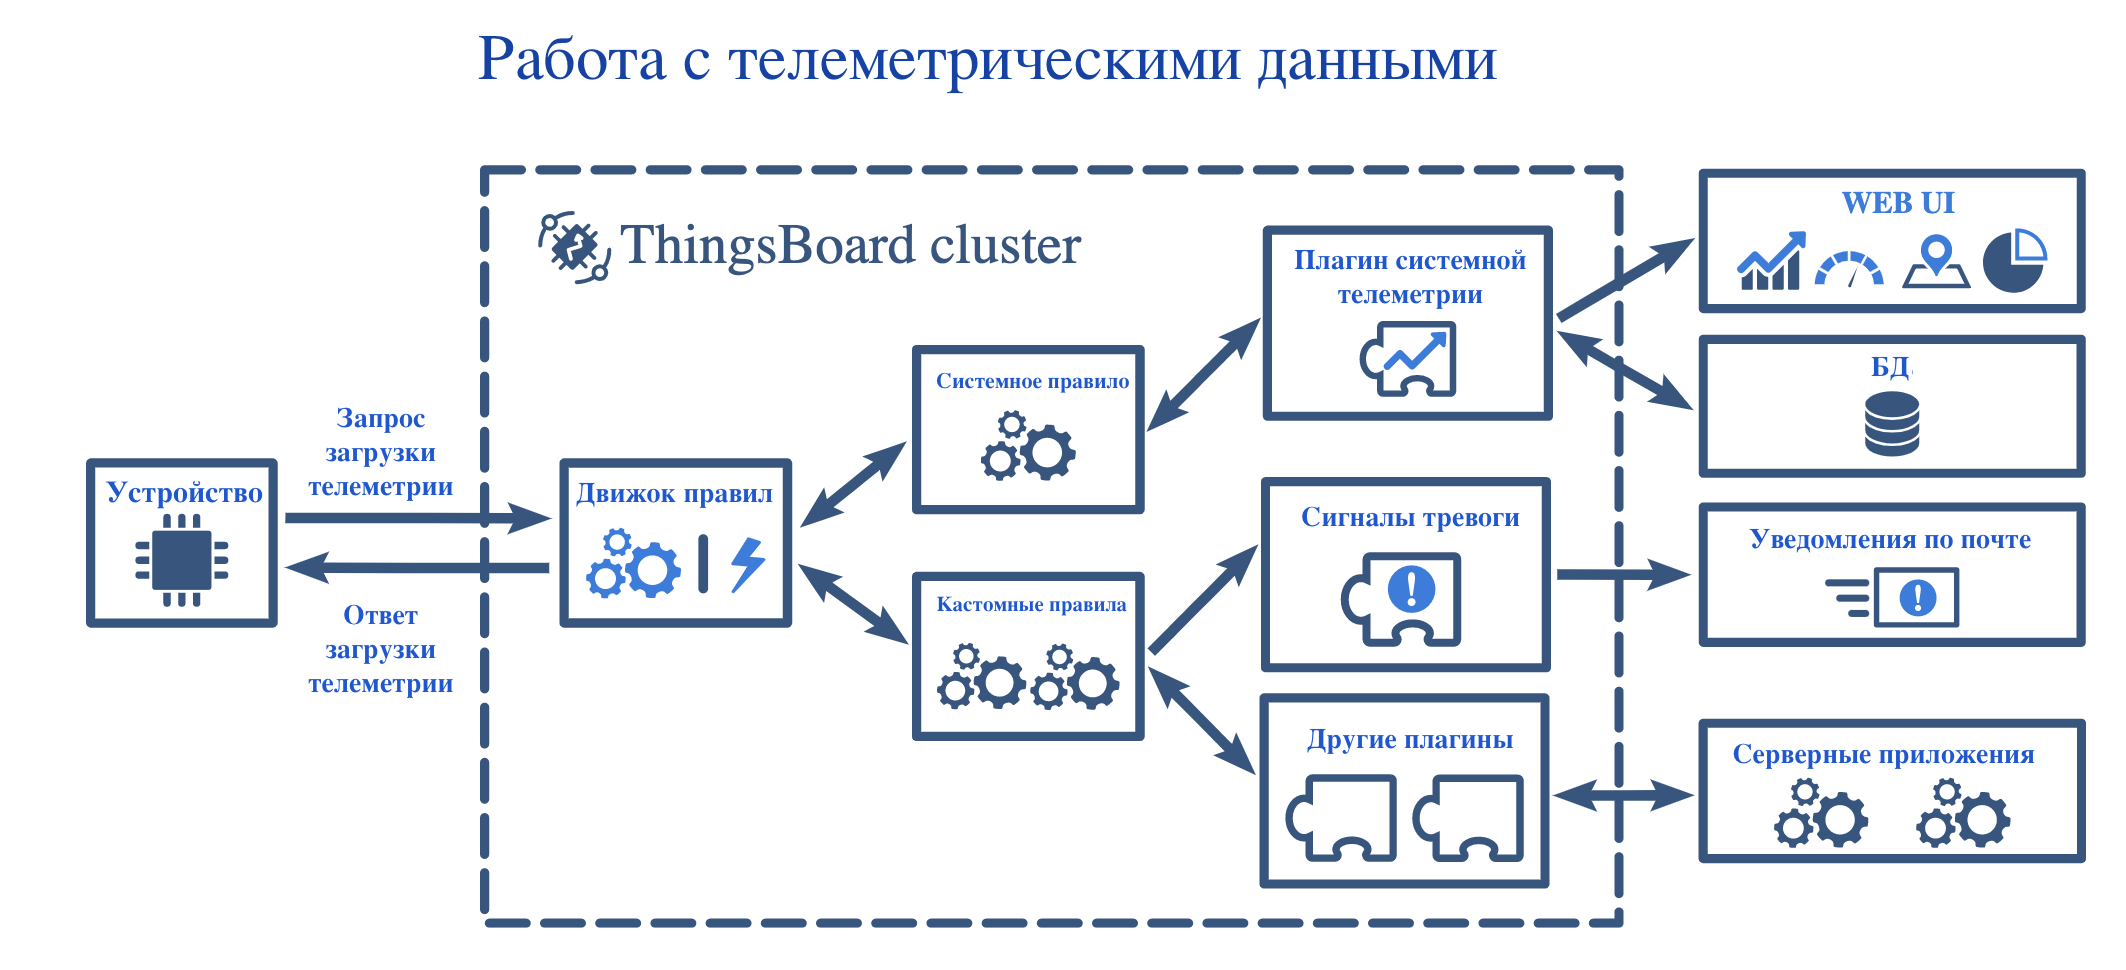 Работа с телеметрическими данными
ThingsBoard cluster
Устройство
Запрос
загрузки
телеметрии
Ответ
загрузки
телеметрии
Движок правил
Системное правило
Кастомные правила
Плагин системной
телеметрии
Сигналы тревоги
Другие плагины
WEB UI
БД
Уведомления по почте
Серверные приложения